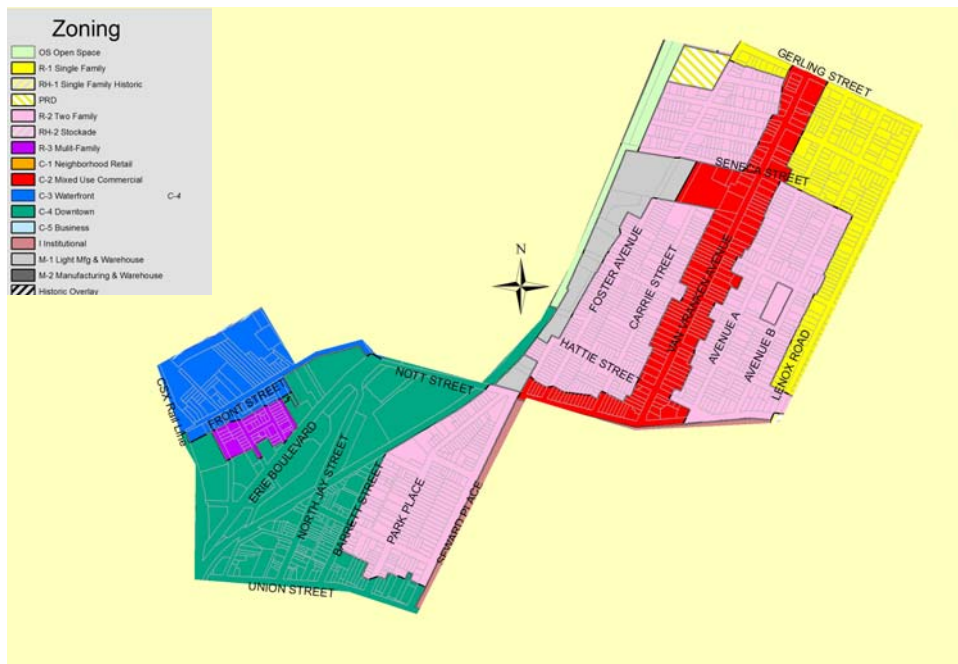 Zoning
OS Open Space
R-1 Single Family
RH-1 Single Family Historic
PRD
R-2 Two Family
RH-2 Stockade
R-3 Mulit-Family
C-1 Neighborhood Retail
C-2 Mixed Use Commercial
C-3 Waterfront
C-4
C-4 Downtown
C-5 Business
I Institutional
M-1 Light Mfg & Warehouse
M-2 Manufacturing & Warehouse
Historic Overlay
GERLING STREET
SENECA STREET
FOSTER AVENUE
CARRIE STREET
VAN VRANKEN AVENUE
N
AVENUE A
AVENUE B
HATTIE STREET
LENOX ROAD
NOTT STREET
CSX Rail Line
FRONT STREET
ERIE BOULEVARD
NORTH JAY STREET
BARRETT STREET
PARK PLACE
SEWARD PLACE
UNION STREET